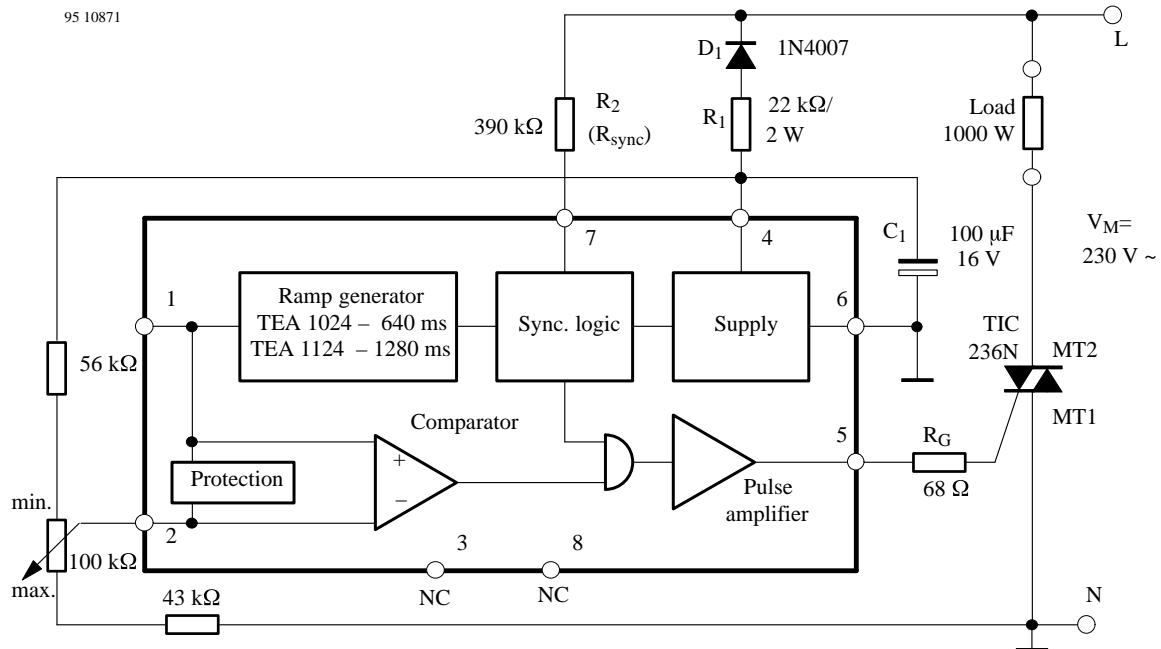 95 10871
L
D1
1N4007
R2
(Rsync)
390 kΩ
R1
22 kΩ/
2 W
Load
1000 W
7
4
C1
100 μF
16 V
VM=
230 V ~
1
Ramp generator
TEA 1024 – 640 ms
TEA 1124 – 1280 ms
Sync. logic
Supply
6
TIC
236N
MT2
MT1
56 kΩ
Comparator
+
−
5
RG
68 Ω
Protection
Pulse
amplifier
min.
2
100 kΩ
max.
3
8
NC
NC
43 kΩ
N